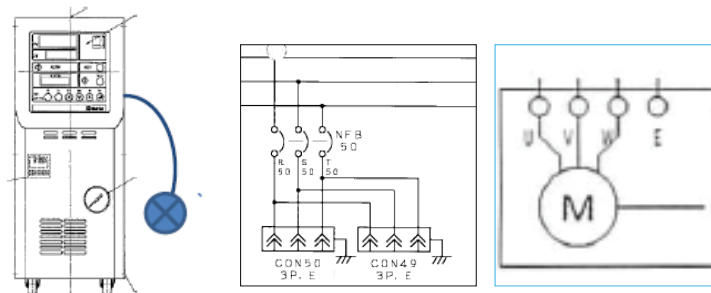 NFB
50
R S T
50 50 50
CON50 CON49
3P. E 3P. E
U V W E
M